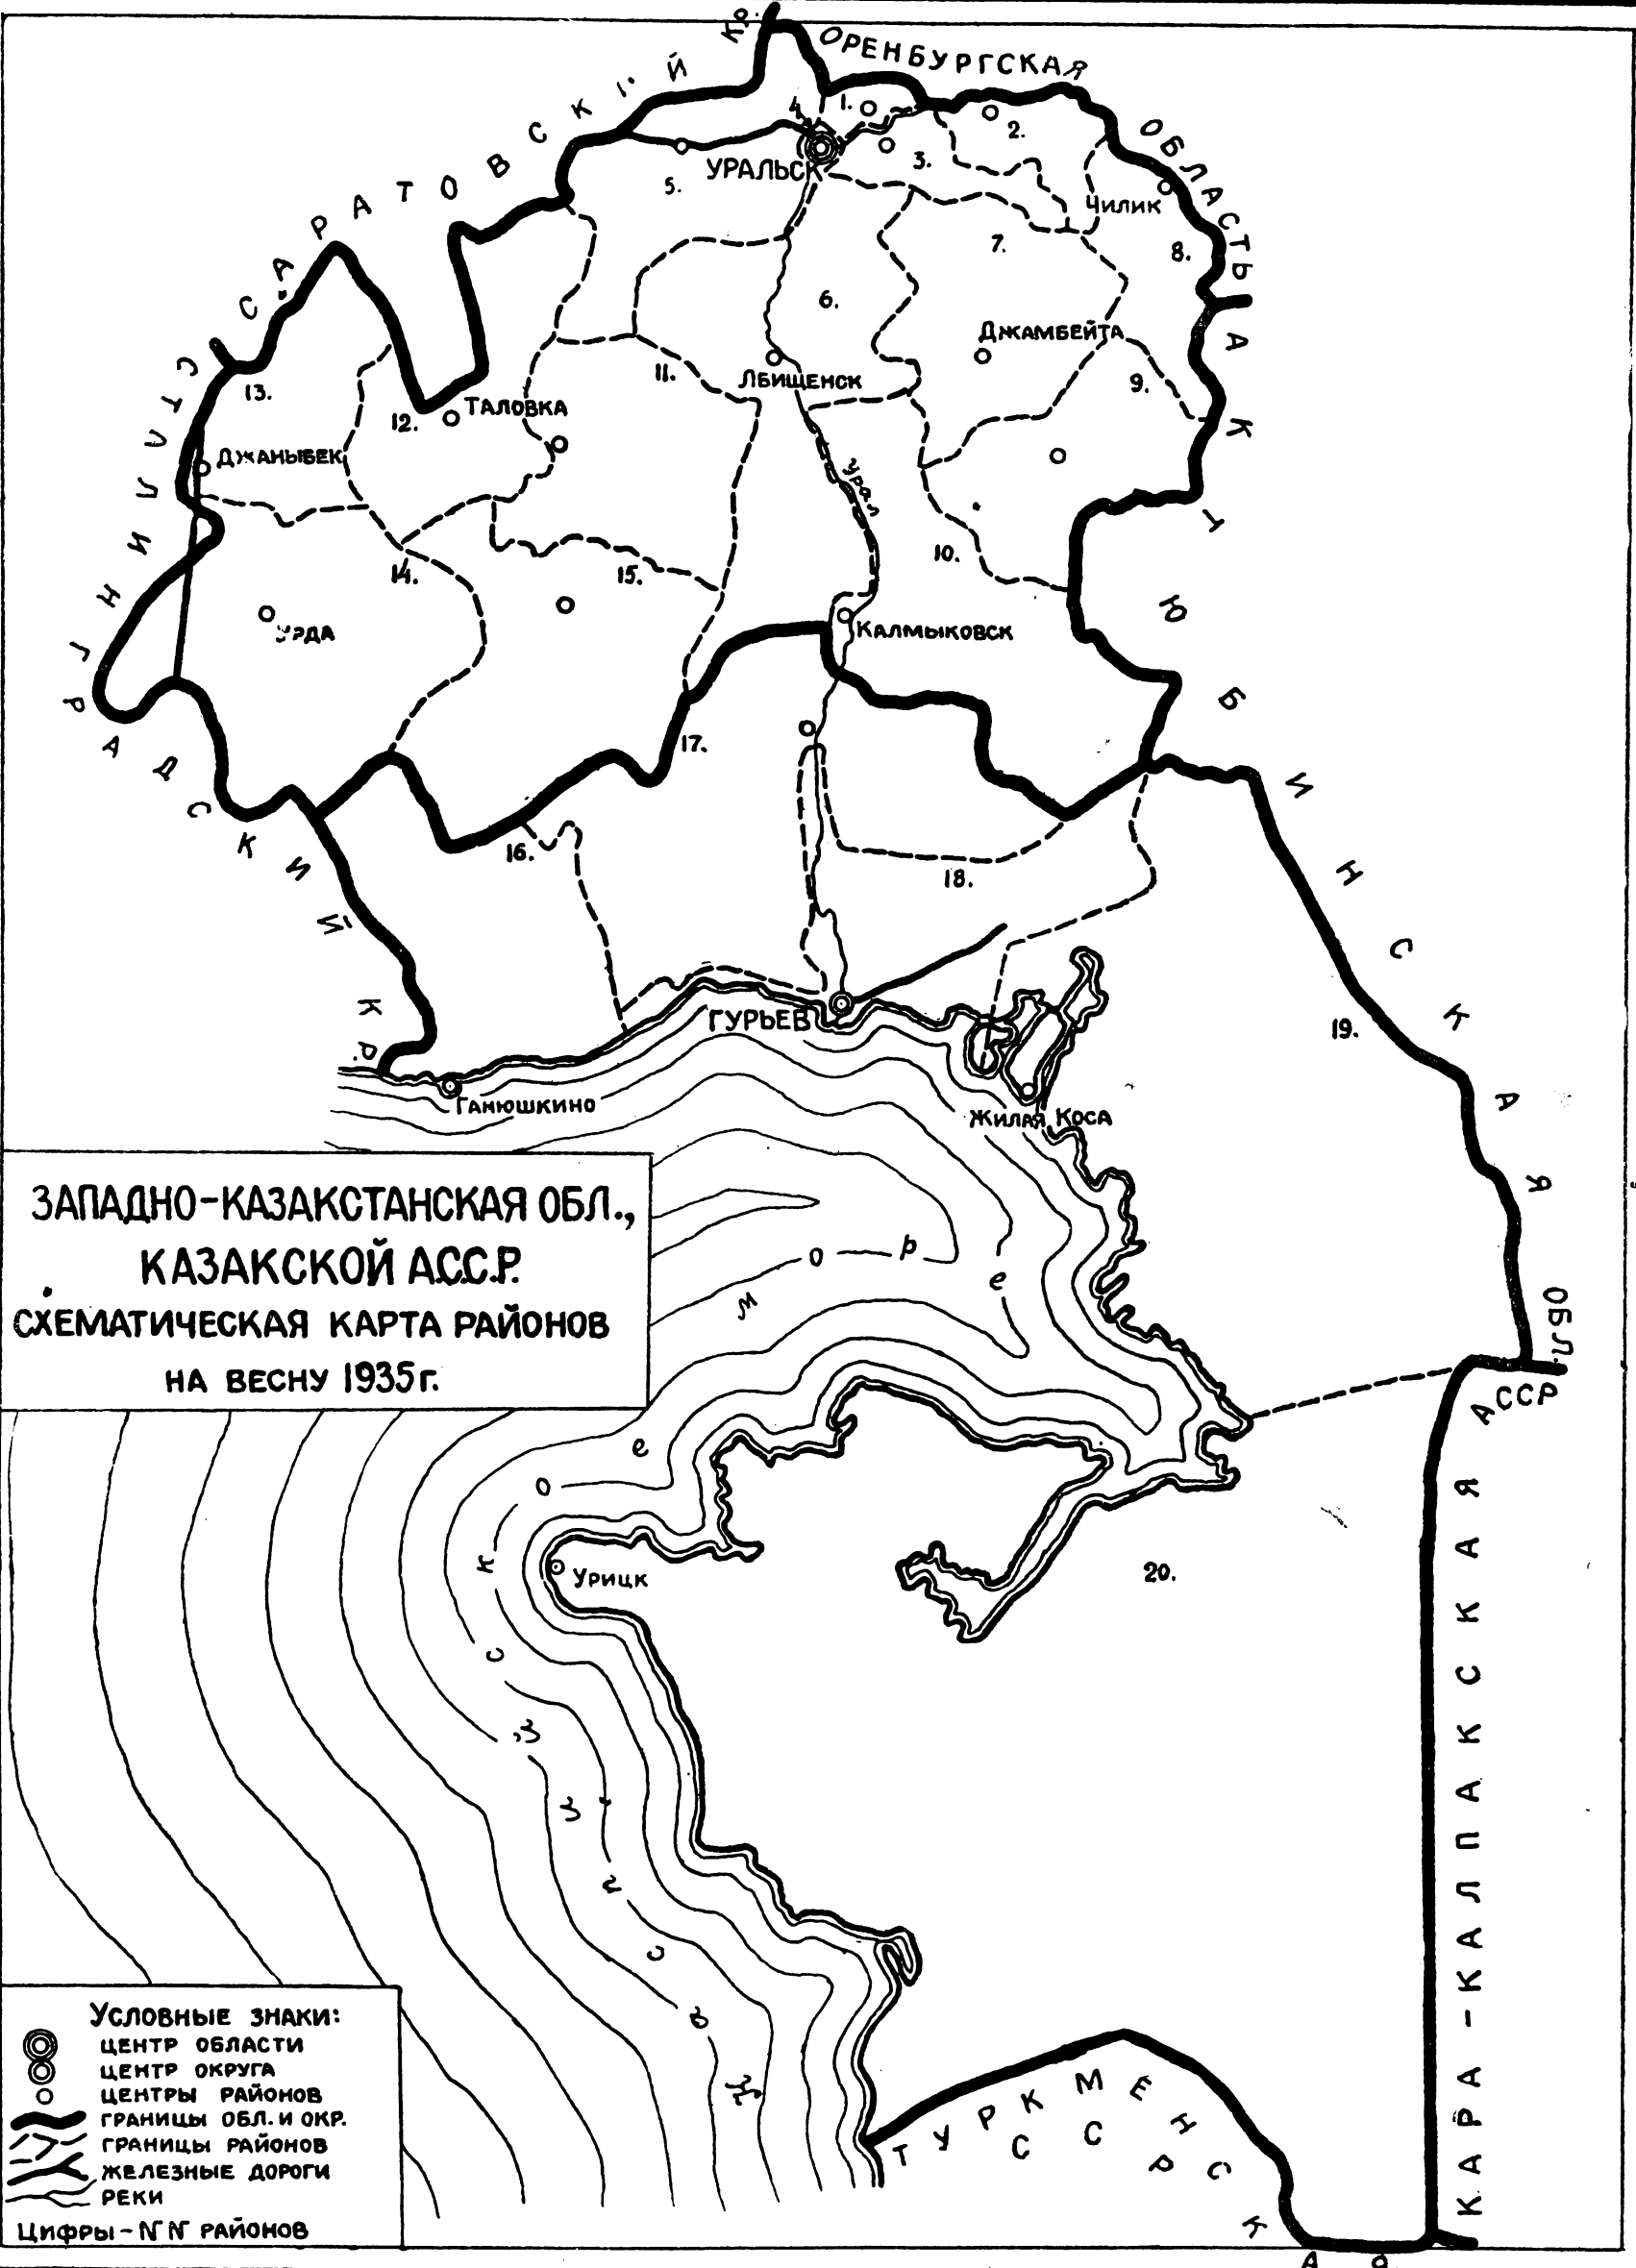 САРАТОВСКИЙ КР.
ОРЕНБУРГСКАЯ ОБЛАСТЬ
АКТЮБИНСКАЯ ОБЛ.
СТАЛИНГРАДСКИЙ КР.
КАРА-КАЛПАКСКАЯ АССР
ТУРКМЕНСКАЯ
ССР
4.
1.
2.
УРАЛЬСК
3.
5.
ЧИЛИК
7.
8.
6.
ДЖАМБЕЙТА
11.
ЛБИЩЕНСК
9.
13.
12.
ТАЛОВКА
ДЖАНЫБЕК
Урал
10.
14.
15.
УРДА
КАЛМЫКОВСК
17.
16.
18.
ГУРЬЕВ
19.
ГАНЮШКИНО
ЖИЛАЯ КОСА
ЗАПАДНО-КАЗАКСТАНСКАЯ ОБЛ.,
КАЗАКСКОЙ А.С.С.Р.
СХЕМАТИЧЕСКАЯ КАРТА РАЙОНОВ
НА ВЕСНУ 1935 г.
море
УРИЦК
20.
УСЛОВНЫЕ ЗНАКИ:
ЦЕНТР ОБЛАСТИ
ЦЕНТР ОКРУГА
ЦЕНТРЫ РАЙОНОВ
ГРАНИЦЫ ОБЛ. И ОКР.
ГРАНИЦЫ РАЙОНОВ
ЖЕЛЕЗНЫЕ ДОРОГИ
РЕКИ
ЦИФРЫ - NN РАЙОНОВ